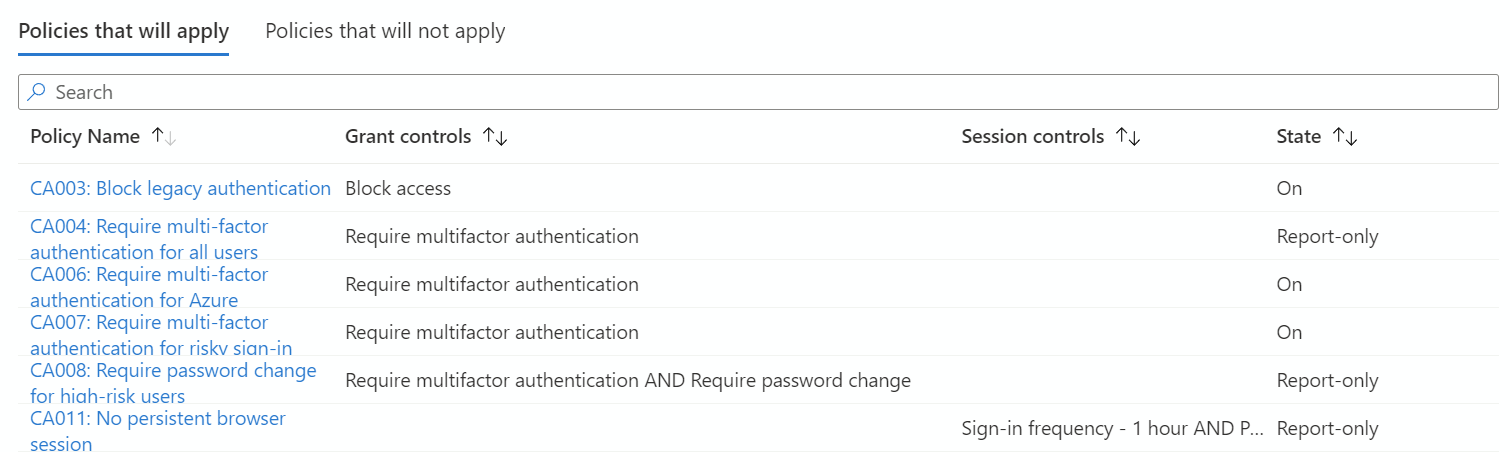 Policies that will apply Policies that will not apply
Search
Policy Name Grant controls Session controls State
CA003: Block legacy authentication Block access On
CA004: Require multi-factor
authentication for all users Require multifactor authentication Report-only
CA006: Require multi-factor
authentication for Azure Require multifactor authentication On
CA007: Require multi-factor
authentication for risky sign-in Require multifactor authentication On
CA008: Require password change
for high-risk users Require multifactor authentication AND Require password change Report-only
CA011: No persistent browser
session Sign-in frequency - 1 hour AND P... Report-only